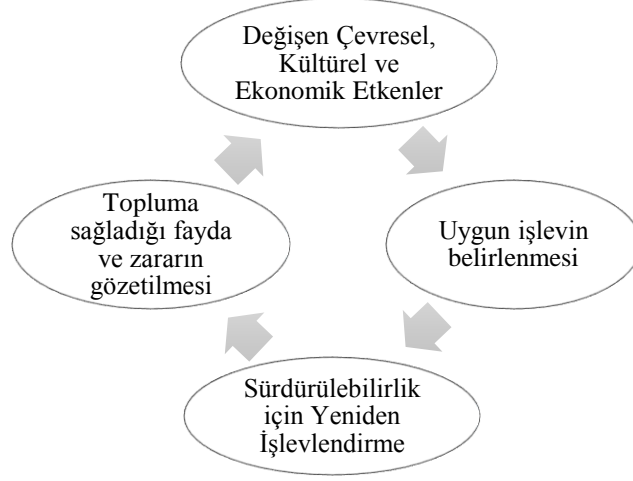 Değişen Çevresel,
Kültürel ve
Ekonomik Etkenler
Topluma
sağladığı fayda
ve zararın
gözetilmesi
Uygun işlevin
belirlenmesi
Sürdürülebilirlik
için Yeniden
İşlevlendirme